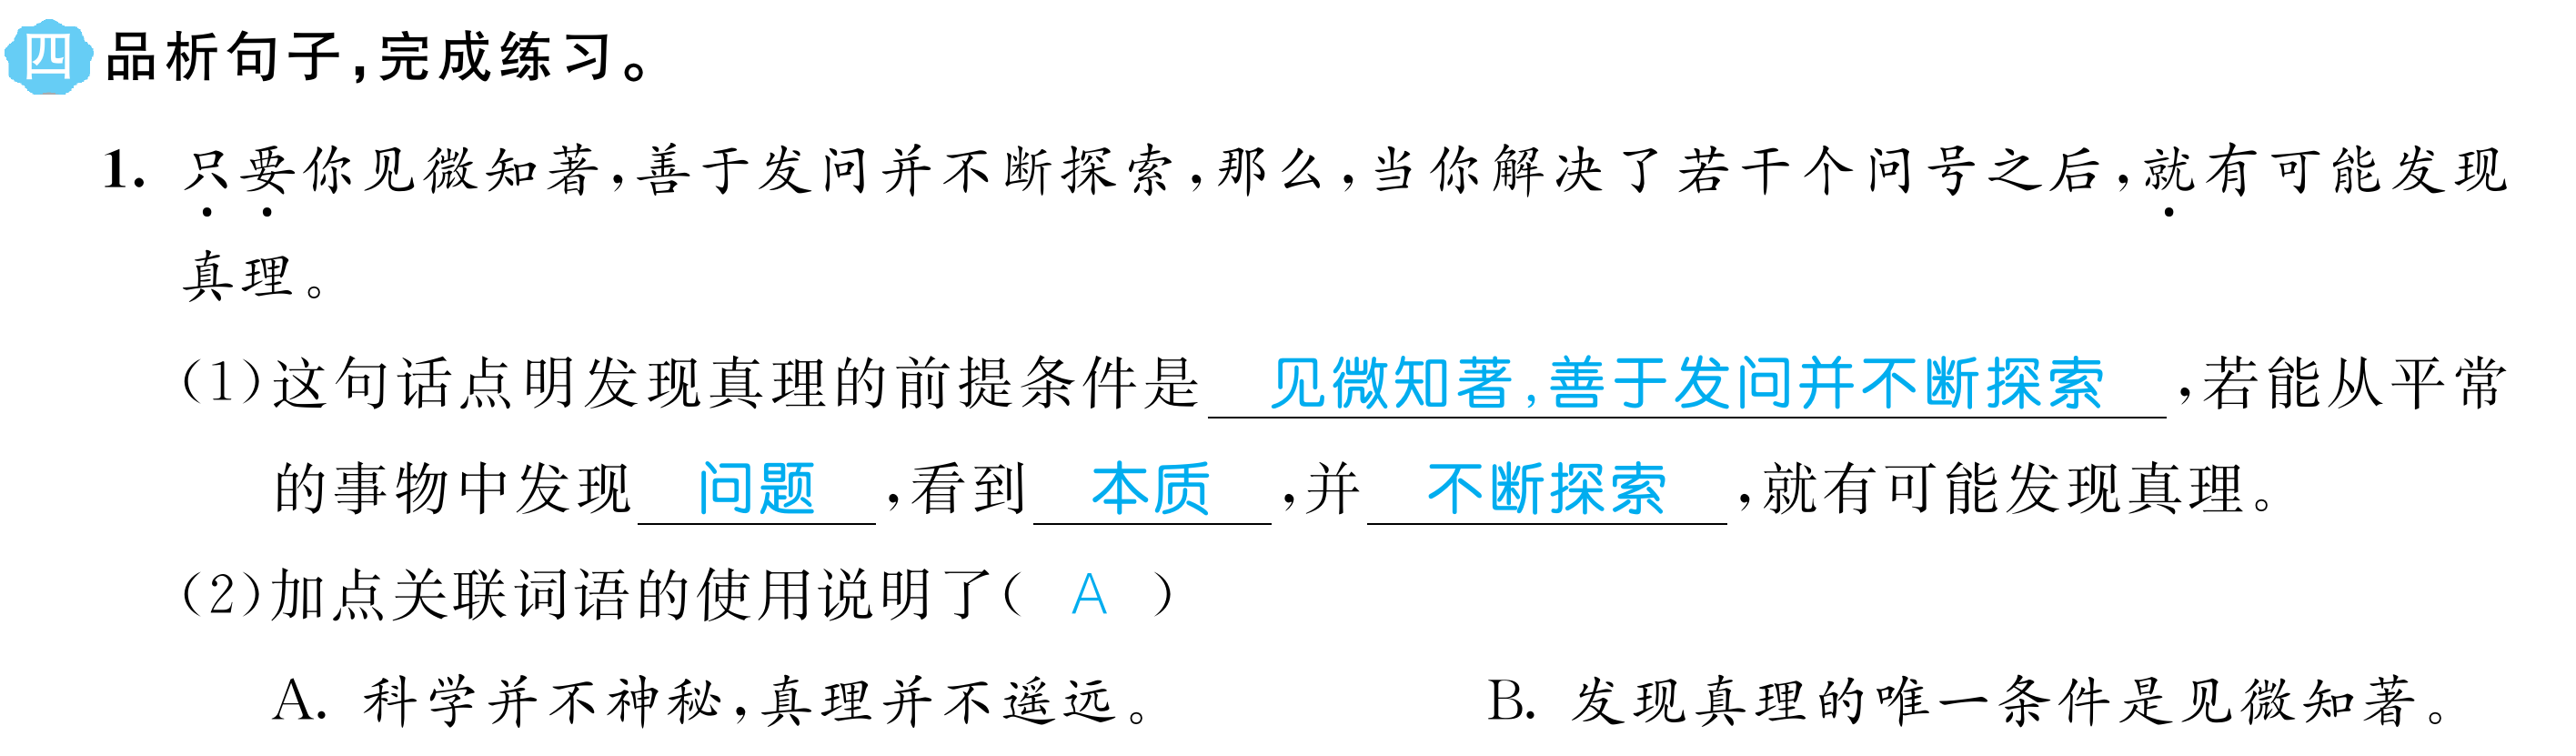 四 品析句子,完成练习。
1. 只要你见微知著,善于发问并不断探索,那么,当你解决了若干个问号之后,就有可能发现
真理。
(1)这句话点明发现真理的前提条件是 见微知著,善于发问并不断探索 ,若能从平常
的事物中发现 问题 ,看到 本质 ,并 不断探索 ,就有可能发现真理。
(2)加点关联词语的使用说明了( A )
A. 科学并不神秘,真理并不遥远。 B. 发现真理的唯一条件是见微知著。